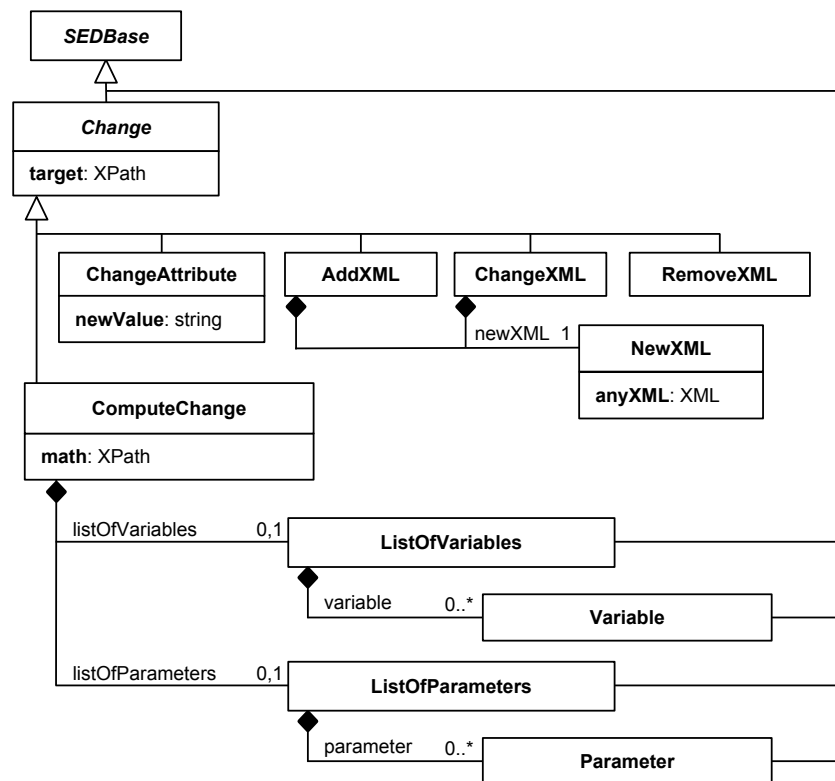 SEDBase
Change
target: XPath
ChangeAttribute
newValue: string
AddXML
ChangeXML
RemoveXML
newXML 1
NewXML
anyXML: XML
ComputeChange
math: XPath
listOfVariables 0,1
ListOfVariables
variable 0..*
Variable
listOfParameters 0,1
ListOfParameters
parameter 0..*
Parameter